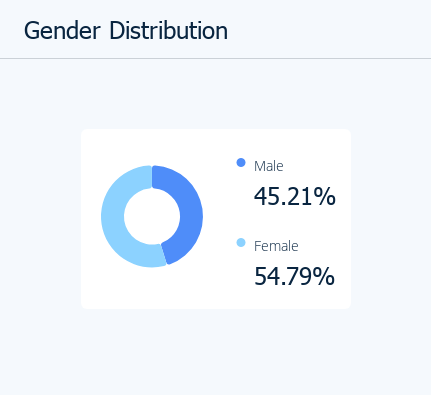 Gender Distribution
Male
45.21%
Female
54.79%